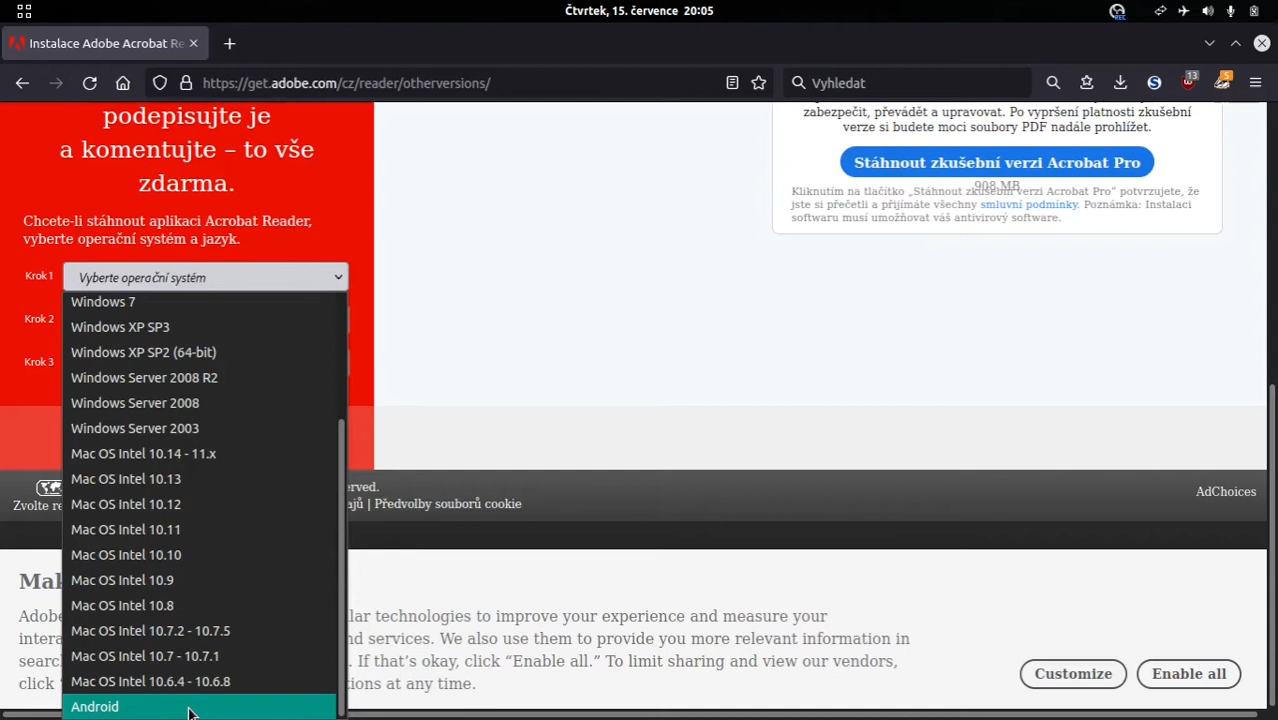 Čtvrtek, 15. července 20:05
REC
Instalace Adobe Acrobat Re
https://get.adobe.com/cz/reader/otherversions/
Vyhledat
13
5
podepisujte je
a komentujte – to vše
zdarma.
Chcete-li stáhnout aplikaci Acrobat Reader,
vyberte operační systém a jazyk.
Krok 1
Vyberte operační systém
Krok 2
Krok 3
Windows 7
Windows XP SP3
Windows XP SP2 (64-bit)
Windows Server 2008 R2
Windows Server 2008
Windows Server 2003
Mac OS Intel 10.14 - 11.x
Mac OS Intel 10.13
Mac OS Intel 10.12
Mac OS Intel 10.11
Mac OS Intel 10.10
Mac OS Intel 10.9
Mac OS Intel 10.8
Mac OS Intel 10.7.2 - 10.7.5
Mac OS Intel 10.7 - 10.7.1
Mac OS Intel 10.6.4 - 10.6.8
Android
zabezpečit, převádět a upravovat. Po vypršení platnosti zkušební
verze si budete moci soubory PDF nadále prohlížet.
Stáhnout zkušební verzi Acrobat Pro
908 MB
Kliknutím na tlačítko „Stáhnout zkušební verzi Acrobat Pro" potvrzujete, že
jste si přečetli a přijímáte všechny smluvní podmínky. Poznámka: Instalaci
softwaru musí umožňovat váš antivirový software.
Zvolte re
rved.
ajů | Předvolby souborů cookie
AdChoices
Mak
Adobe
lar technologies to improve your experience and measure your
intera
and services. We also use them to provide you more relevant information in
search
. If that's okay, click “Enable all.” To limit sharing and view our vendors,
click “
tions at any time.
Customize
Enable all